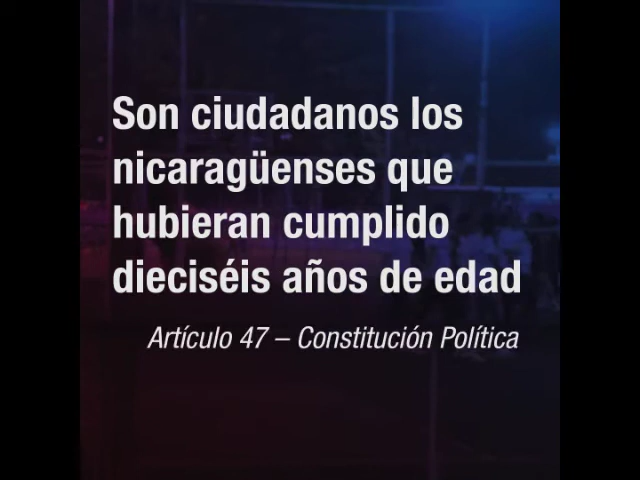 Son ciudadanos los
nicaragüenses que
hubieran cumplido
dieciséis años de edad
Artículo 47 – Constitución Política